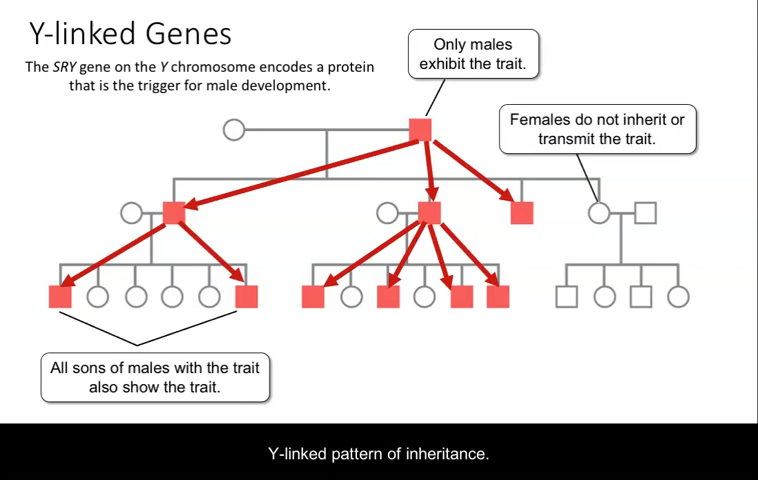 Y-linked Genes
The SRY gene on the Y chromosome encodes a protein
that is the trigger for male development.
Only males
exhibit the trait.
Females do not inherit or
transmit the trait.
All sons of males with the trait
also show the trait.
Y-linked pattern of inheritance.